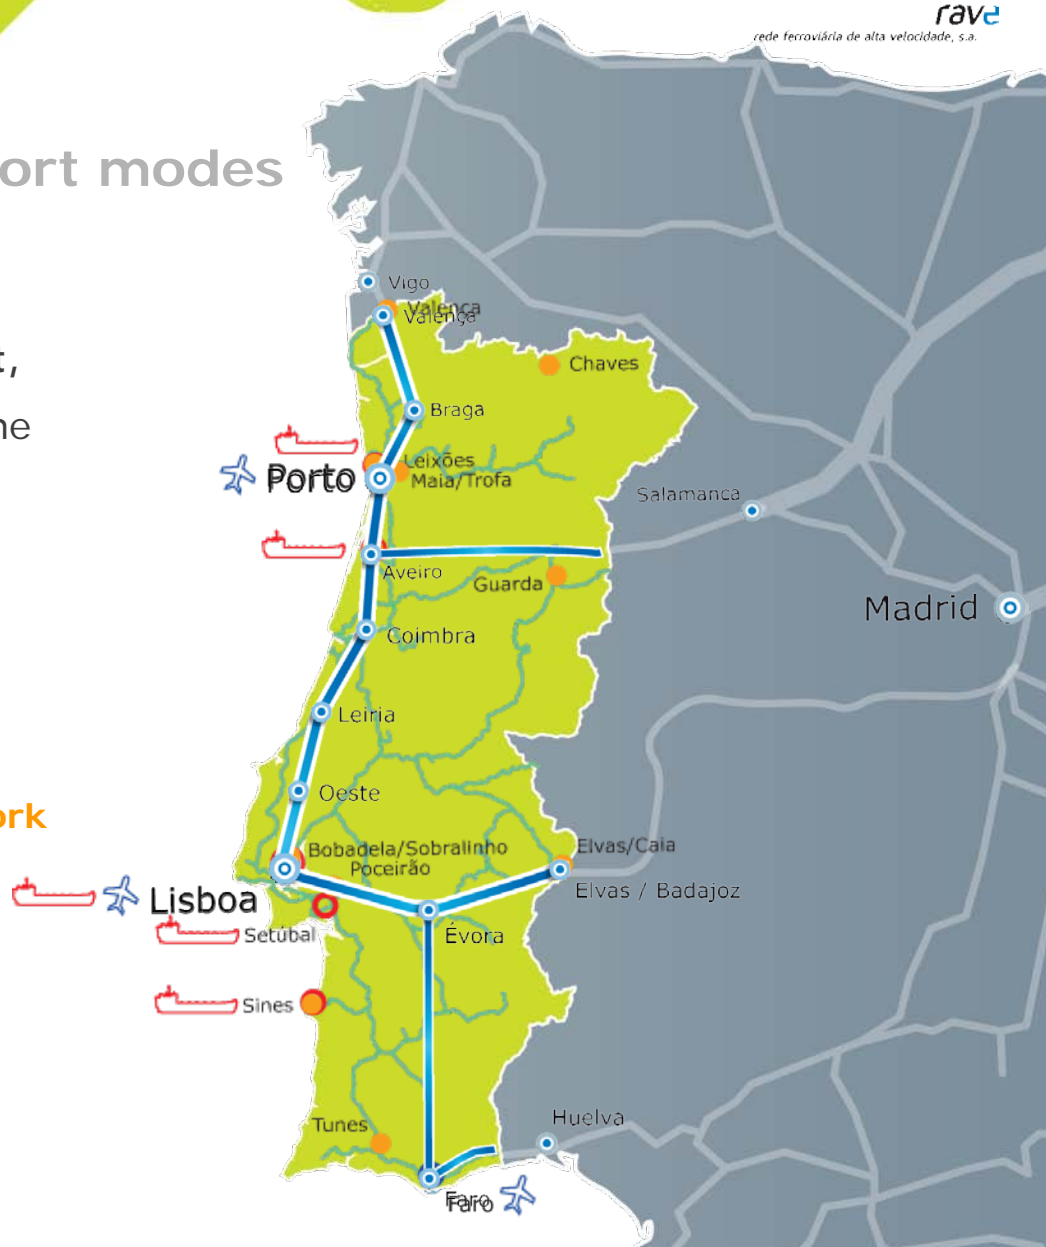 rave
rede ferroviária de alta velocidade, s.a.
ort modes
Vigo
Valença
Valença
t,
Chaves
Braga
ne
Leixões
Porto
Maia/Trofa
Salamanca
Aveiro
Guarda
Madrid
Coimbra
Leiria
Oeste
ork
Bobadela/Sobralinho
Poceirão
Elvas/Caia
Elvas / Badajoz
Lisboa
Setúbal
Évora
Sines
Huelva
Tunes
Faro
Faro